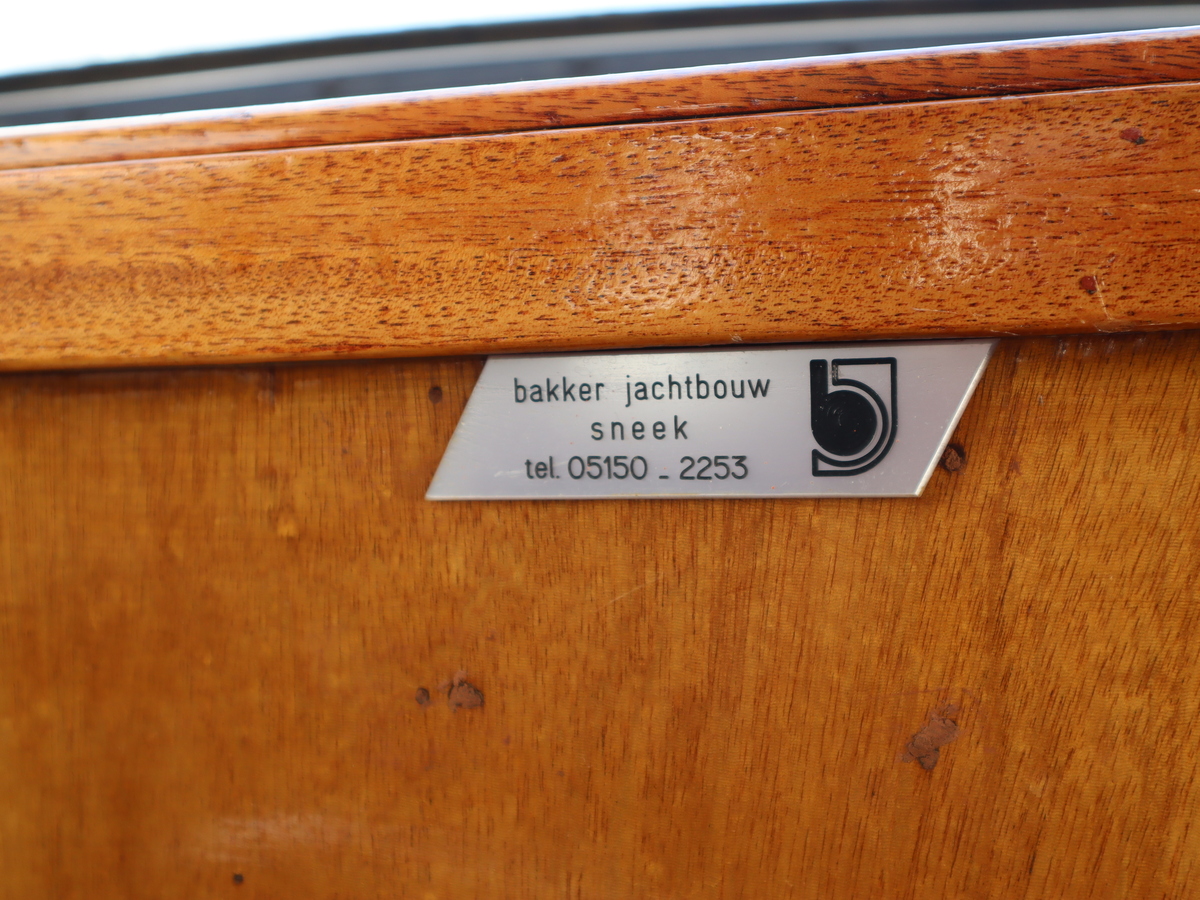 bakker jachtbouw
sneek
tel. 05150 - 2253